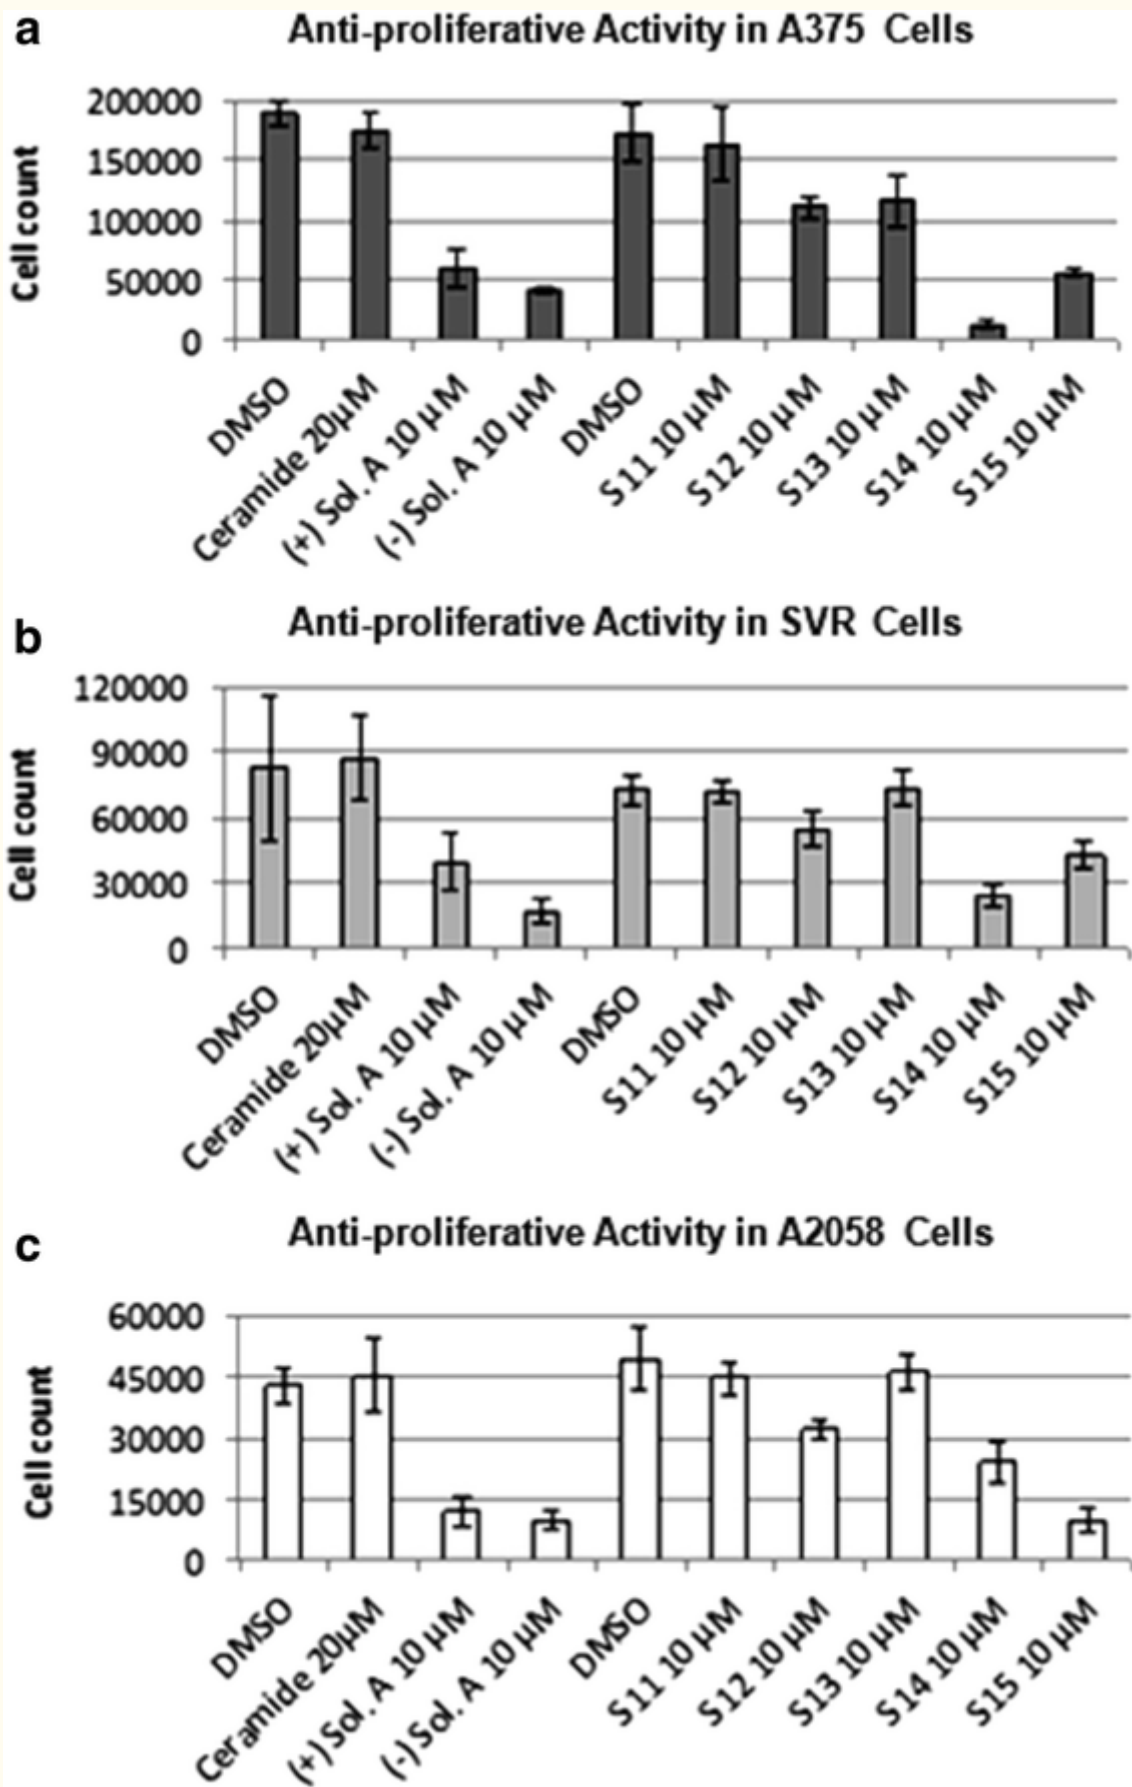 a
Anti-proliferative Activity in A375 Cells
Cell count
200000
150000
100000
50000
0
DMSO
Ceramide 20µM
(+) Sol. A 10 µM
(-) Sol. A 10 µM
DMSO
S11 10 µM
S12 10 µM
S13 10 µM
S14 10 µM
S15 10 µM
b
Anti-proliferative Activity in SVR Cells
Cell count
1200000
90000
60000
30000
0
DMSO
Ceramide 20µM
(+) Sol. A 10 µM
(-) Sol. A 10 µM
DMSO
S11 10 µM
S12 10 µM
S13 10 µM
S14 10 µM
S15 10 µM
c
Anti-proliferative Activity in A2058 Cells
Cell count
60000
45000
30000
15000
0
DMSO
Ceramide 20µM
(+) Sol. A 10 µM
(-) Sol. A 10 µM
DMSO
S11 10 µM
S12 10 µM
S13 10 µM
S14 10 µM
S15 10 µM